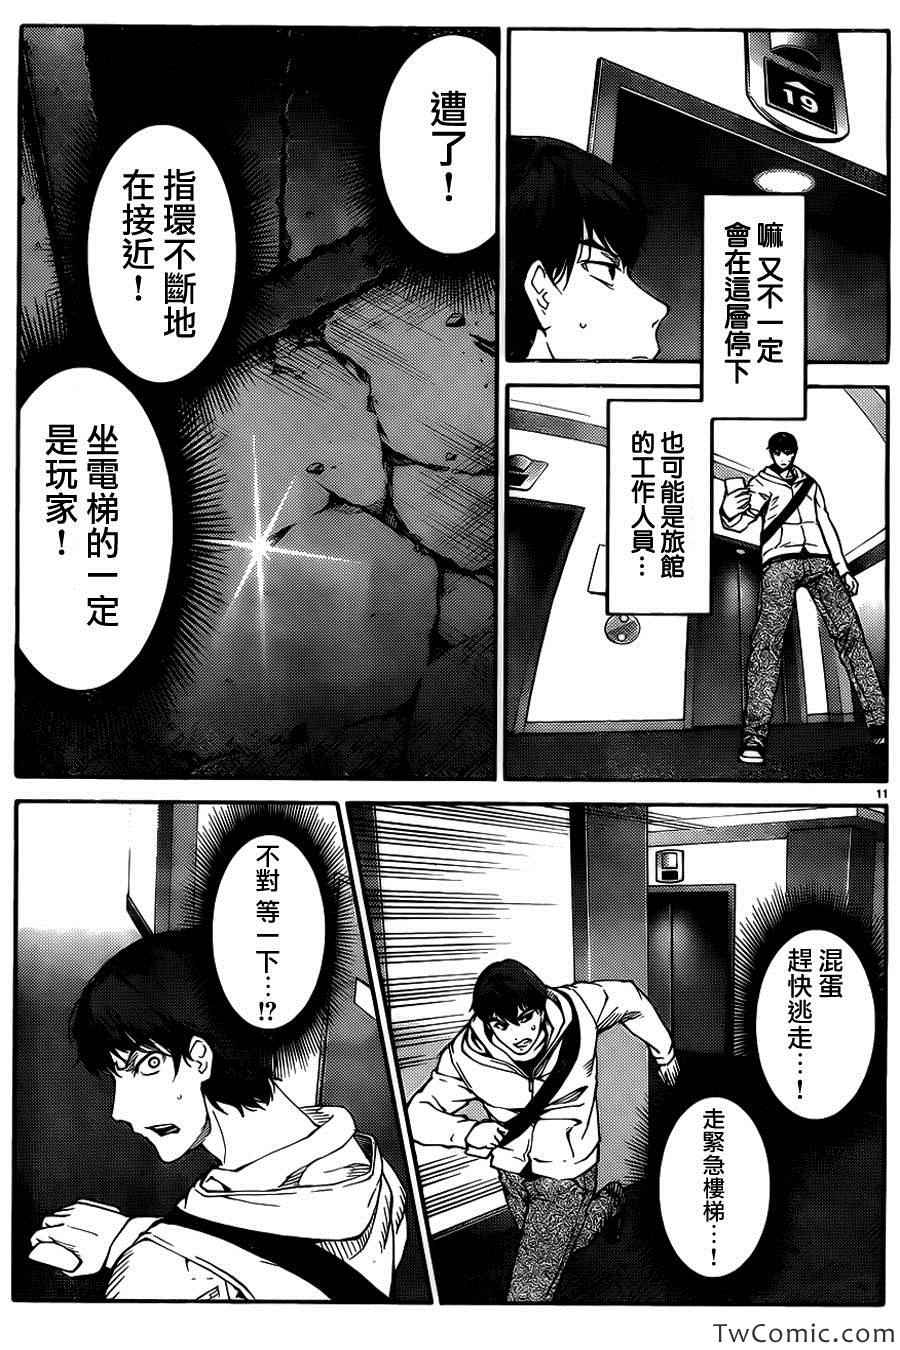 19
嘛 又不一定
會在這層停下
也可能是旅館
的工作人員…
遭了！
指環不斷地
在接近！
坐電梯的一定
是玩家！
11
混蛋
趕快逃走…！
走緊急樓梯…！
不對 等一下…!?
TwComic.com